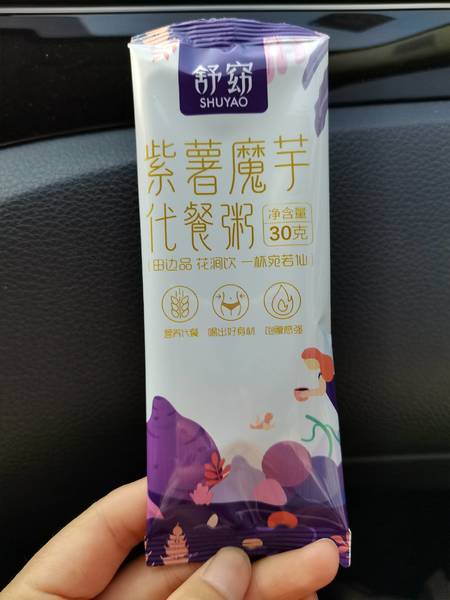 舒窈
SHUYAO
紫薯魔芋
代餐粥
净含量
30克
(田边品 花涧饮 一杯宛若仙)
营养代餐
喝出好身材
饱腹感强